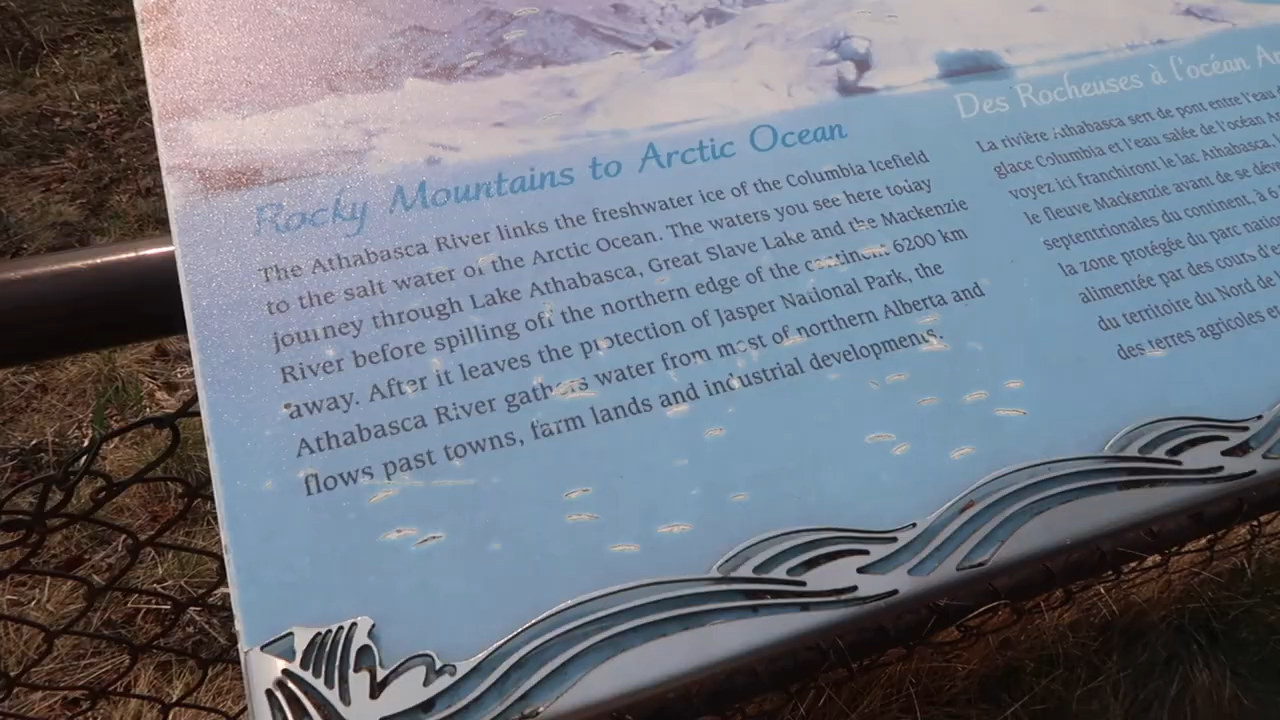 Rocky Mountains to Arctic Ocean
The Athabasca River links the freshwater ice of the Columbia Icefield
to the salt water of the Arctic Ocean. The waters you see here today
journey through Lake Athabasca, Great Slave Lake and the Mackenzie
River before spilling off the northern edge of the continent 6200 km
away. After it leaves the protection of Jasper National Park, the
Athabasca River gathers water from most of northern Alberta and
flows past towns, farm lands and industrial developments.
Des Rocheuses à l'océan
La rivière Athabasca sert de pont entre l'eau
glace Columbia et l'eau salée de l'océan
voyez ici franchiront le lac Athabasca,
le fleuve Mackenzie avant de se
septentrionales du continent, à
la zone protégée du parc
alimentée par des cours
du territoire du Nord de
des terres agricoles et